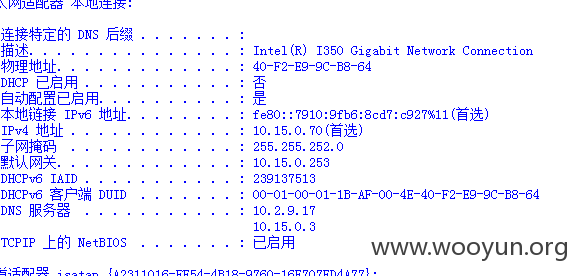 太网适配器 本地连接:
连接特定的 DNS 后缀 . . . . . . . :
描述. . . . . . . . . . . . . . . : Intel(R) I350 Gigabit Network Connection
物理地址. . . . . . . . . . . . . : 40-F2-E9-9C-B8-64
DHCP 已启用 . . . . . . . . . . . : 否
自动配置已启用. . . . . . . . . . : 是
本地链接 IPv6 地址. . . . . . . . : fe80::7910:9fb6:8cd7:c927%11(首选)
IPv4 地址 . . . . . . . . . . . . : 10.15.0.70(首选)
子网掩码 . . . . . . . . . . . . : 255.255.252.0
默认网关. . . . . . . . . . . . . : 10.15.0.253
DHCPv6 IAID . . . . . . . . . . . : 239137513
DHCPv6 客户端 DUID . . . . . . . : 00-01-00-01-1B-AF-00-4E-40-F2-E9-9C-B8-64
DNS 服务器 . . . . . . . . . . . : 10.2.9.17
10.15.0.3
TCPIP 上的 NetBIOS . . . . . . . : 已启用
www.wooyun.org
道适配器 isatap.{A2311016-FE54-4B18-9760-16F707FD4A77}: